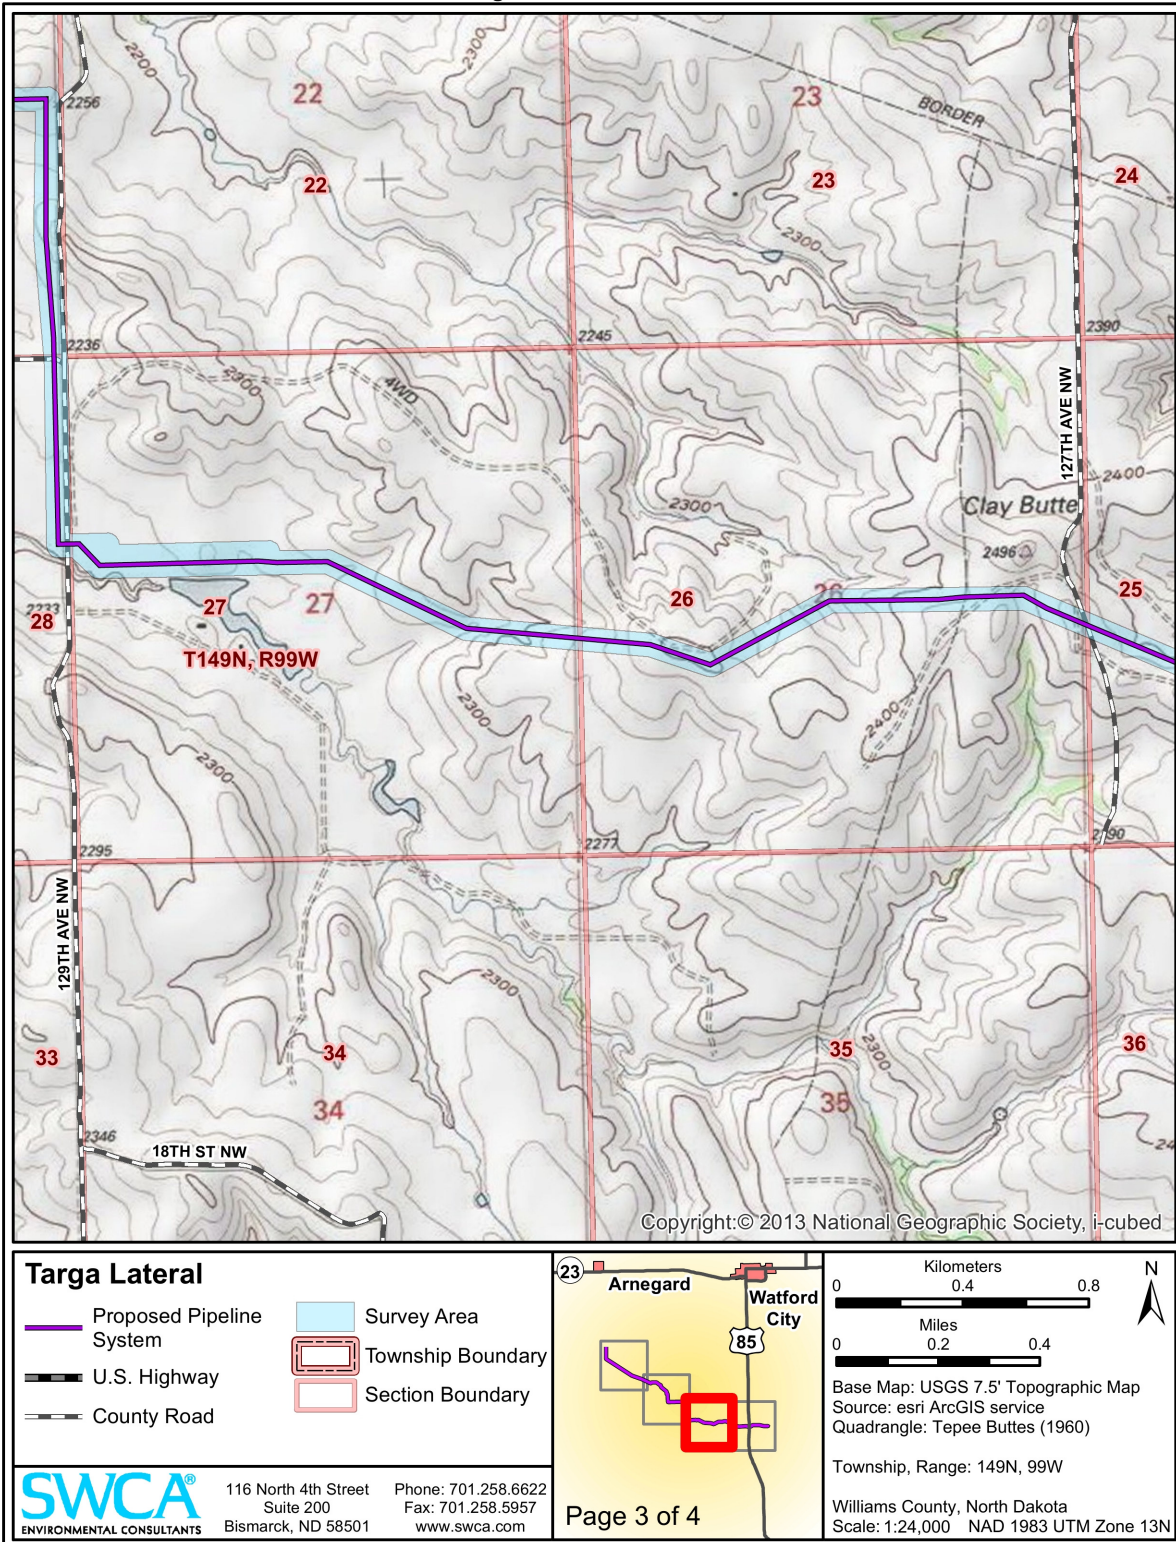 2200
2300
22
23
2256
BORDER
22
23
24
2300
2236
2245
2390
2300
4WD
127TH AVE NW
2400
2300
Clay Butte
2496
26
26
25
27
27
2233
28
T149N, R99W
2300
2400
2300
2295
2277
2390
129TH AVE NW
2300
2300
33
34
35
36
34
35
2346
18TH ST NW
Copyright:© 2013 National Geographic Society, i-cubed
Targa Lateral
Proposed Pipeline
System
U.S. Highway
County Road
Survey Area
Township Boundary
Section Boundary
SWCA®
ENVIRONMENTAL CONSULTANTS
116 North 4th Street
Suite 200
Bismarck, ND 58501
Phone: 701.258.6622
Fax: 701.258.5957
www.swca.com
23
Arnegard
Watford
City
85
Page 3 of 4
Kilometers
0 0.4 0.8
Miles
0 0.2 0.4
N
Base Map: USGS 7.5' Topographic Map
Source: esri ArcGIS service
Quadrangle: Tepee Buttes (1960)
Township, Range: 149N, 99W
Williams County, North Dakota
Scale: 1:24,000 NAD 1983 UTM Zone 13N